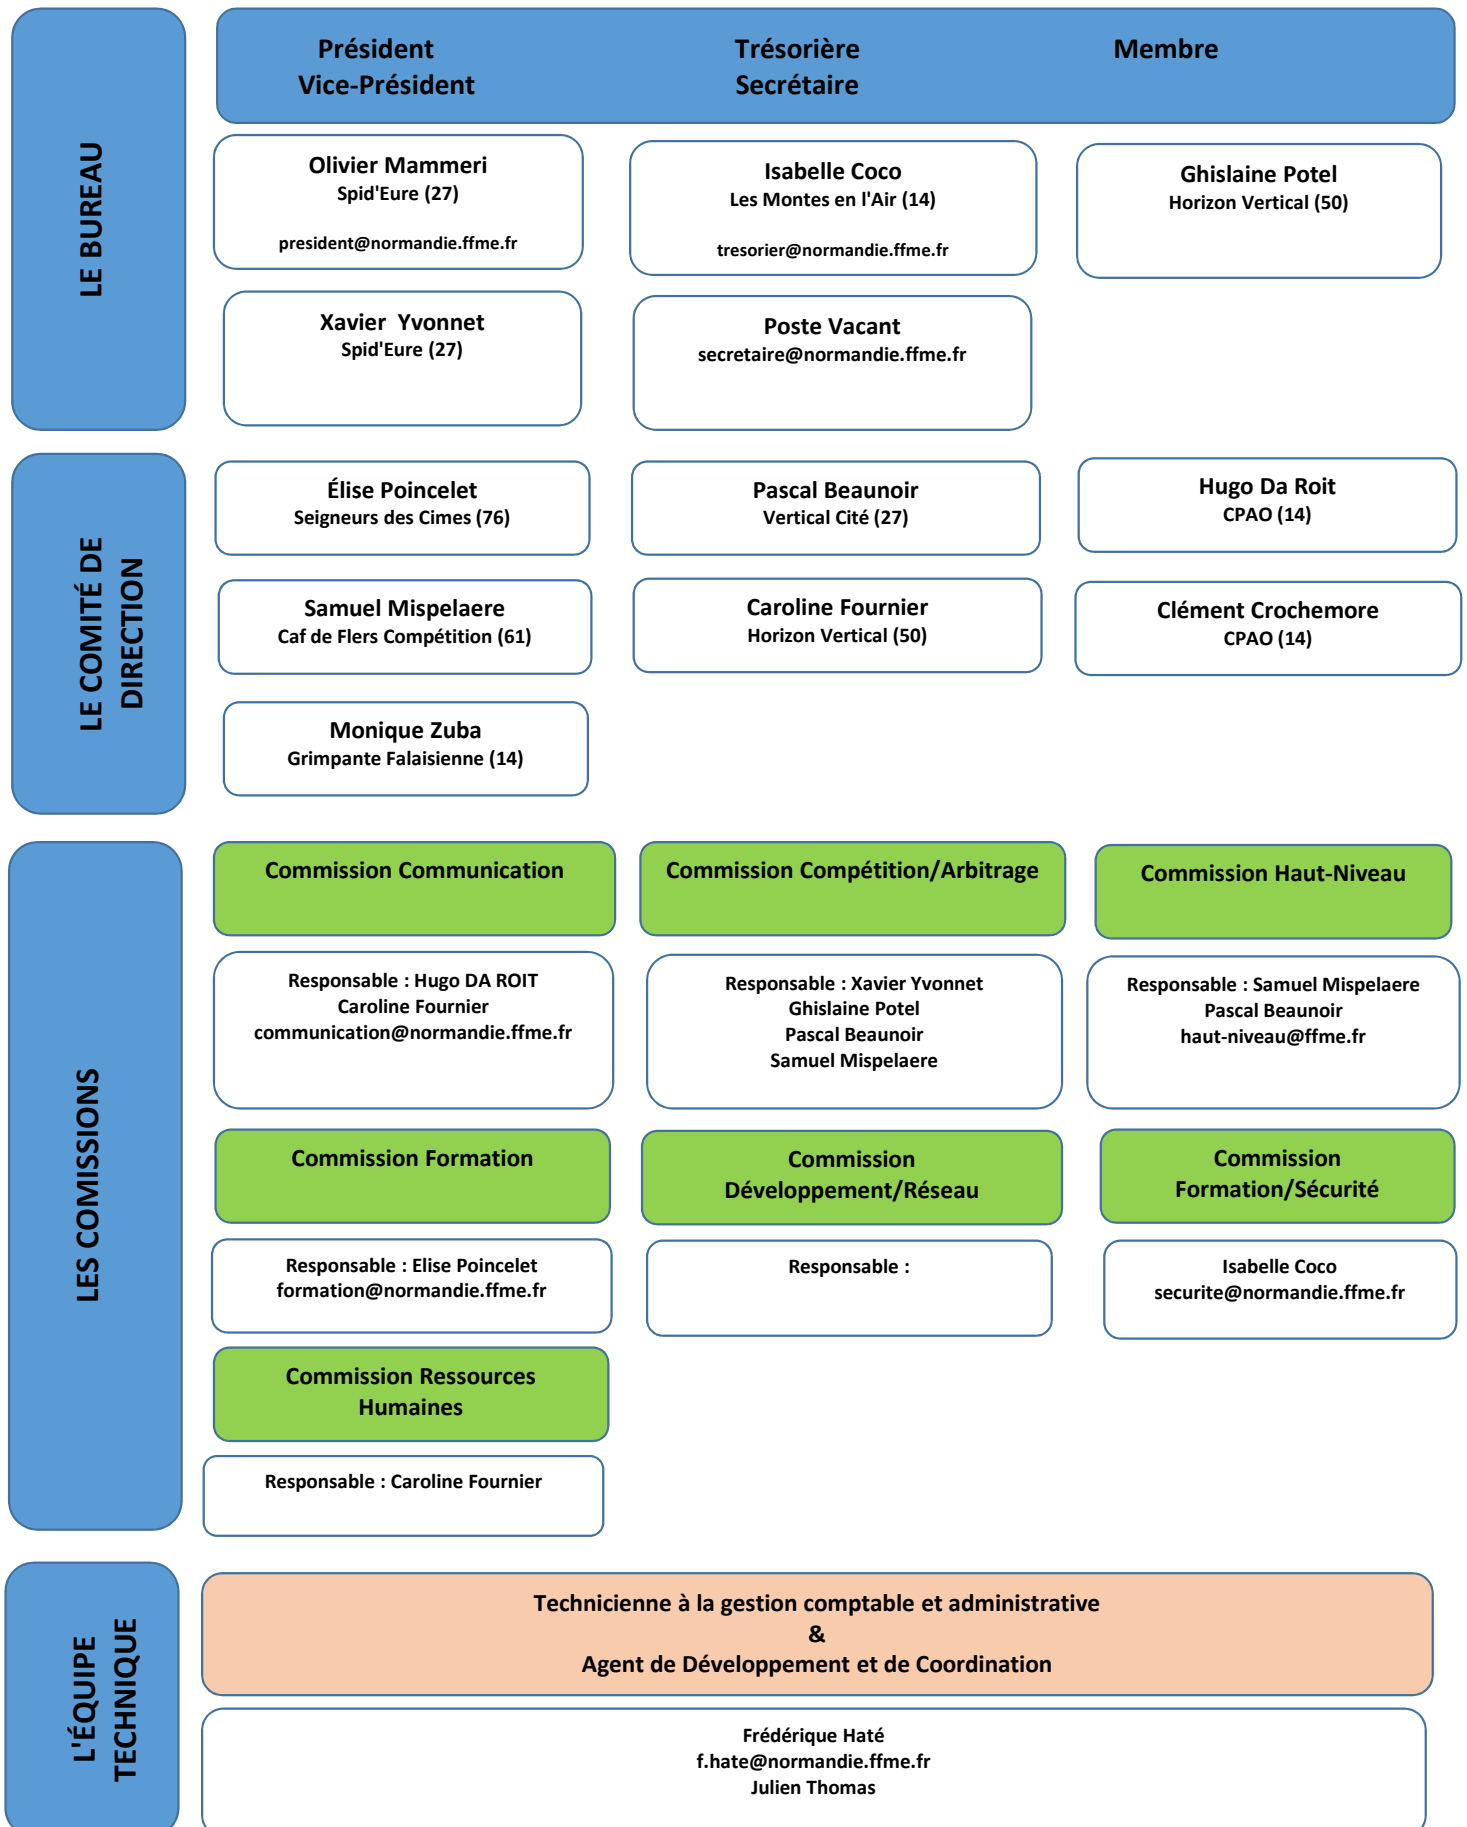 LE BUREAU
Président
Vice-Président
Trésorière
Secrétaire
Membre
Olivier Mammeri
Spid'Eure (27)
president@normandie.ffme.fr
Isabelle Coco
Les Montes en l'Air (14)
tresorier@normandie.ffme.fr
Ghislaine Potel
Horizon Vertical (50)
Xavier  Yvonnet
Spid'Eure (27)
Poste Vacant
secretaire@normandie.ffme.fr
LE COMITÉ DE
DIRECTION
Élise Poincelet
Seigneurs des Cimes (76)
Pascal Beaunoir
Vertical Cité (27)
Hugo Da Roit
CPAO (14)
Samuel Mispelaere
Caf de Flers Compétition (61)
Caroline Fournier
Horizon Vertical (50)
Clément Crochemore
CPAO (14)
Monique Zuba
Grimpante Falaisienne (14)
LES COMISSIONS
Commission Communication
Commission Compétition/Arbitrage
Commission Haut-Niveau
Responsable : Hugo DA ROIT
Caroline Fournier
communication@normandie.ffme.fr
Responsable : Xavier Yvonnet
Ghislaine Potel
Pascal Beaunoir
Samuel Mispelaere
Responsable : Samuel Mispelaere
Pascal Beaunoir
haut-niveau@ffme.fr
Commission Formation
Commission
Développement/Réseau
Commission
Formation/Sécurité
Responsable : Elise Poincelet
formation@normandie.ffme.fr
Responsable :
Isabelle Coco
securite@normandie.ffme.fr
Commission Ressources
Humaines
Responsable : Caroline Fournier
L'ÉQUIPE
TECHNIQUE
Technicienne à la gestion comptable et administrative
&
Agent de Développement et de Coordination
Frédérique Haté
f.hate@normandie.ffme.fr
Julien Thomas